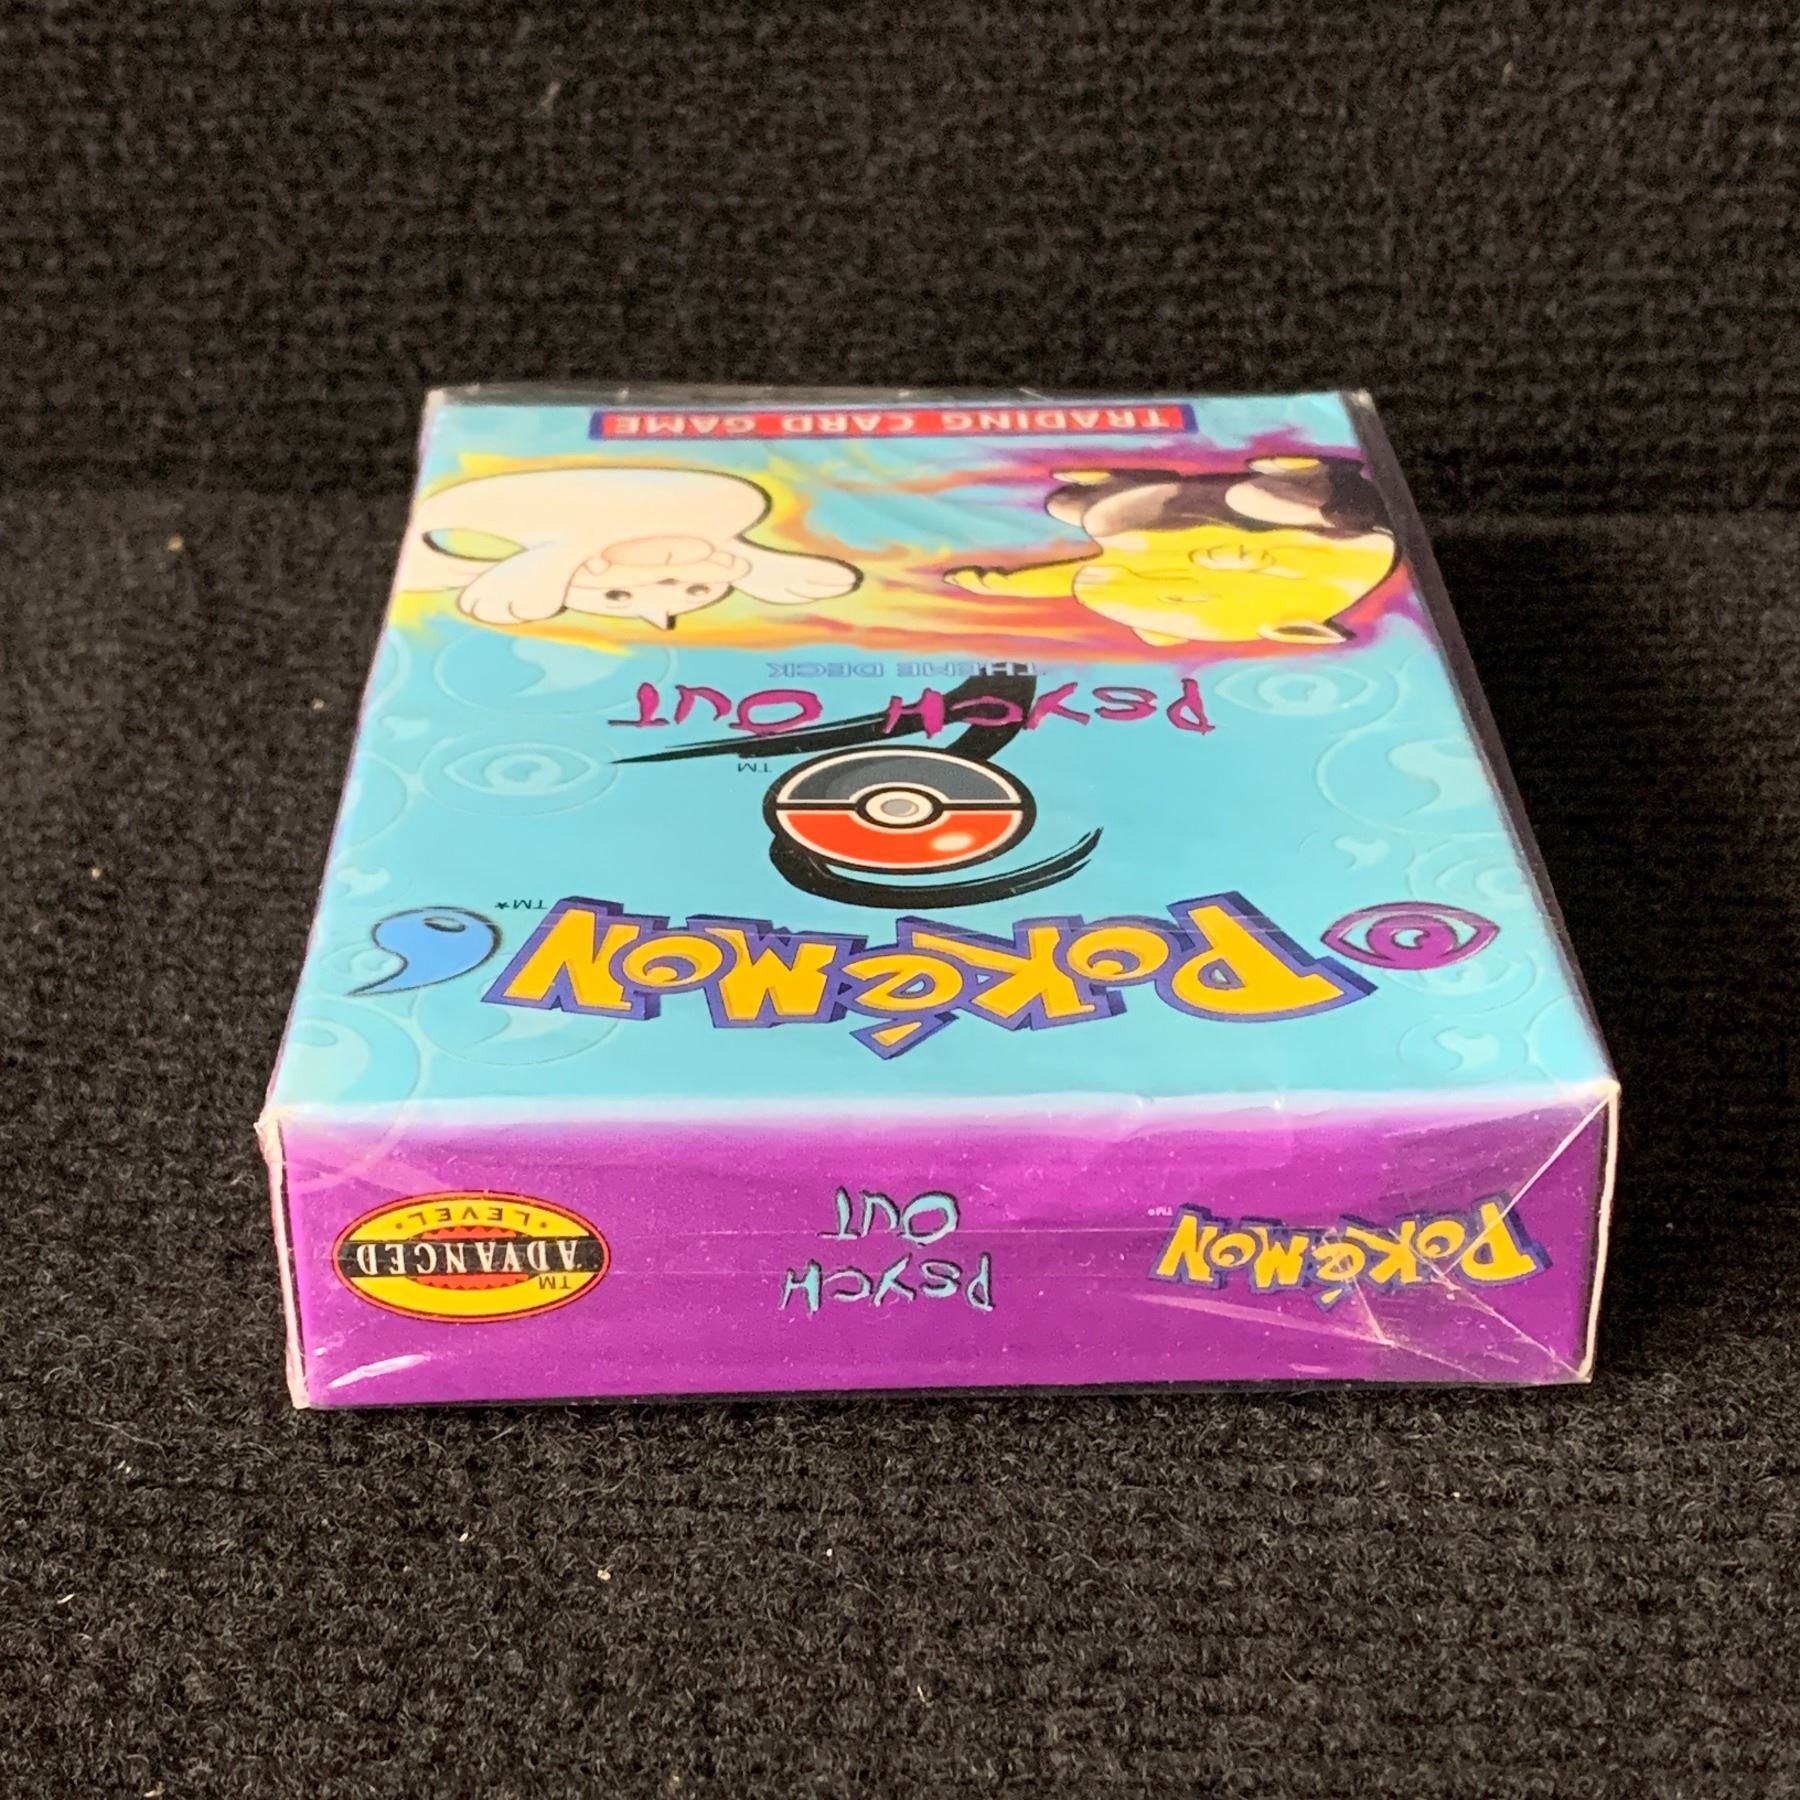 POKéMON ™*
™
PSYCH OUT
THEME DECK
TRADING CARD GAME
POKéMON ™*
PSYCH
OUT
™
ADVANCED
• LEVEL •